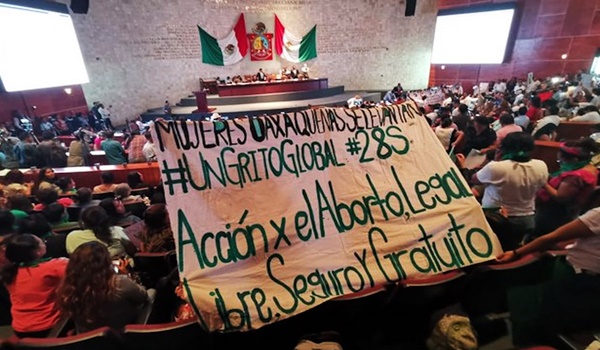 MUJERES OAXAQUEÑAS SE LEVANTAN
#UNGRITOGLOBAL #28S
Acción x el Aborto, Legal
Libre, Seguro Y Gratuito